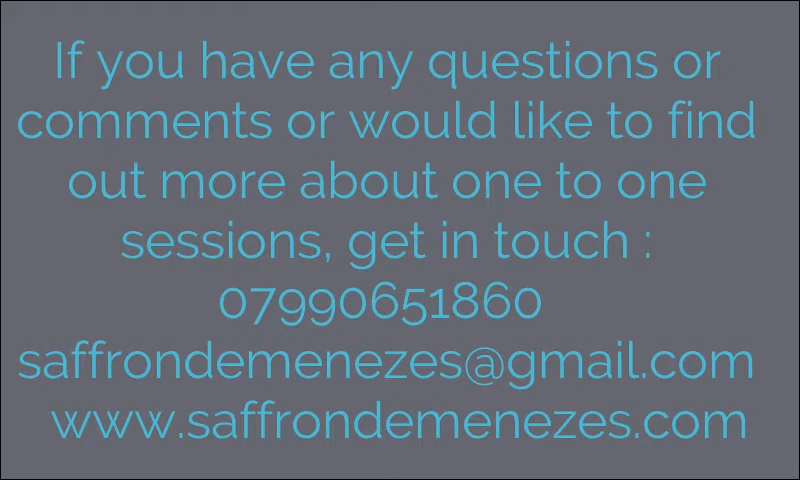 If you have any questions or
comments or would like to find
out more about one to one
sessions, get in touch :
07990651860
saffrondemenezes@gmail.com
www.saffrondemenezes.com